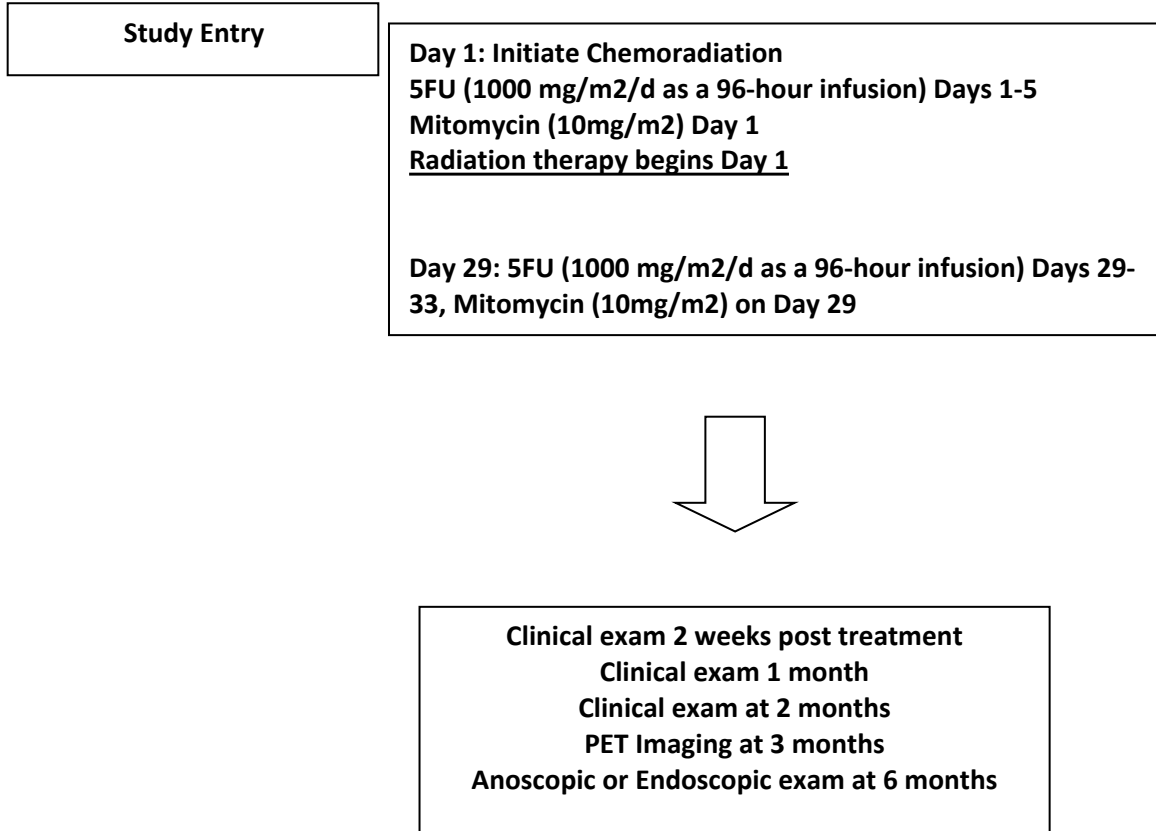 Study Entry
Day 1: Initiate Chemoradiation
5FU (1000 mg/m2/d as a 96-hour infusion) Days 1-5
Mitomycin (10mg/m2) Day 1
Radiation therapy begins Day 1
Day 29: 5FU (1000 mg/m2/d as a 96-hour infusion) Days 29-
33, Mitomycin (10mg/m2) on Day 29
Clinical exam 2 weeks post treatment
Clinical exam 1 month
Clinical exam at 2 months
PET Imaging at 3 months
Anoscopic or Endoscopic exam at 6 months